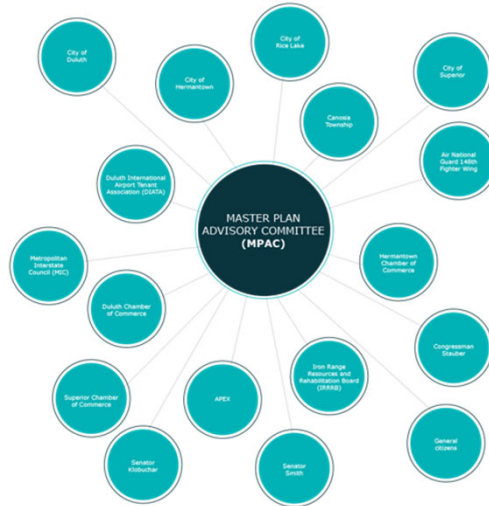 City of
Duluth
City of
Hermantown
City of
Rice Lake
City of
Superior
Canosia
Township
Air National
Guard 148th
Fighter Wing
Duluth International
Airport Tenant
Association (DIATA)
MASTER PLAN
ADVISORY COMMITTEE
(MPAC)
Metropolitan
Interstate
Council (MIC)
Hermantown
Chamber of
Commerce
Duluth Chamber
of Commerce
Congressman
Stauber
Iron Range
Resources and
Rehabilitation Board
(IRRRB)
Superior Chamber
of Commerce
APEX
General
citizens
Senator
Klobuchar
Senator
Smith